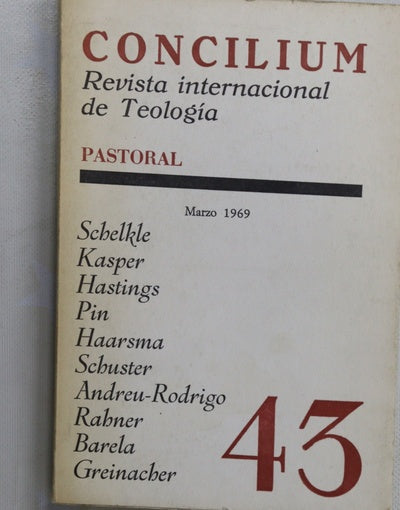 CONCILIUM
Revista internacional
de Teología
PASTORAL
Marzo 1969
Schelkle
Kasper
Hastings
Pin
Haarsma
Schuster
Andreu-Rodrigo
Rahner
Barela
Greinacher
43